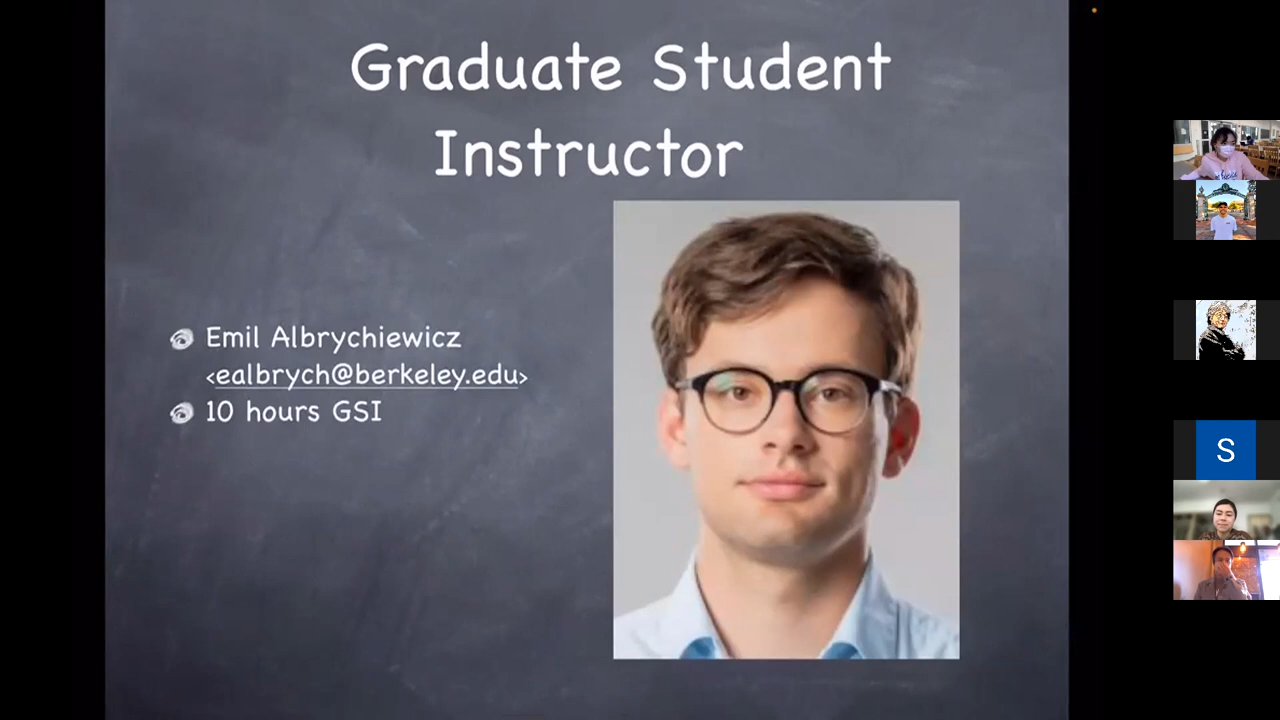 Graduate Student
Instructor
Emil Albrychiewicz
<ealbrych@berkeley.edu>
10 hours GSI
S